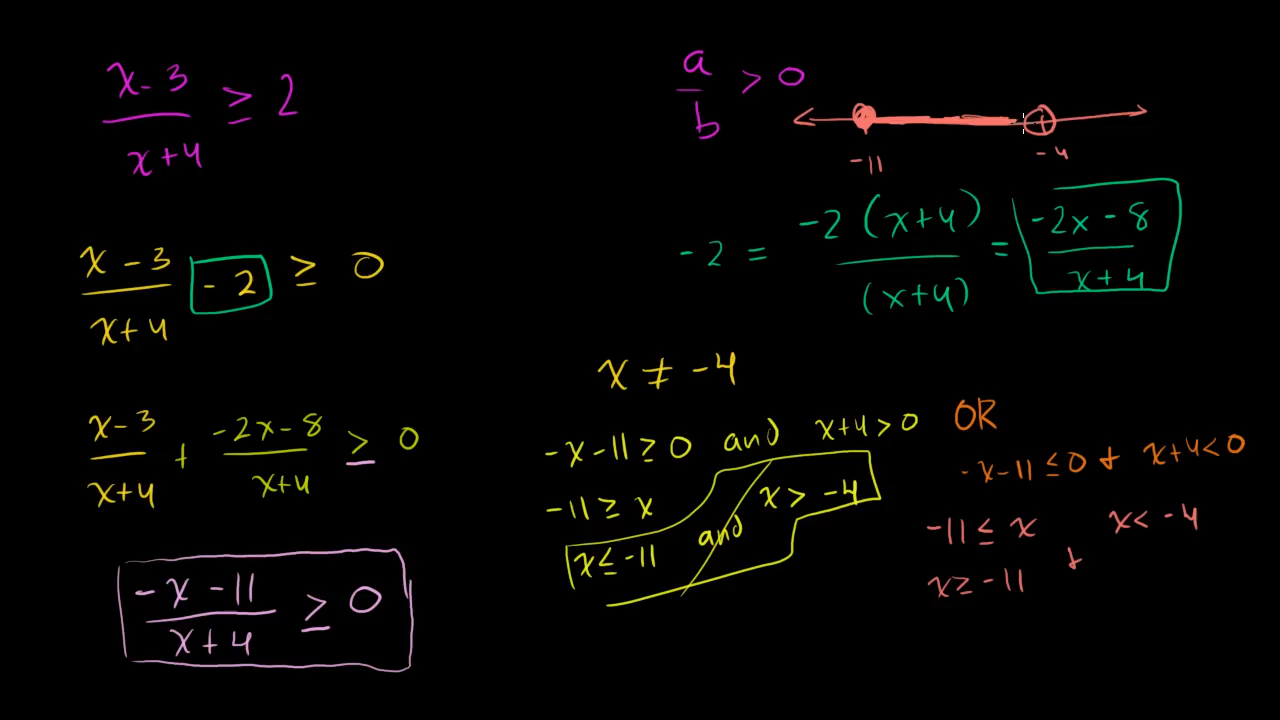 x - 3 / x + 4 ≥ 2
x - 3 / x + 4 - 2 ≥ 0
x - 3 / x + 4 + -2x - 8 / x + 4 ≥ 0
-x - 11 / x + 4 ≥ 0
a / b > 0
-11 -4
-2 = -2(x+4) / (x+4) = -2x - 8 / x + 4
x ≠ -4
-x - 11 ≥ 0 and x + 4 > 0
-11 ≥ x
x > -4
x ≤ -11 and
OR
-x - 11 ≤ 0 + x + 4 < 0
-11 ≤ x x < -4
x ≥ -11 +